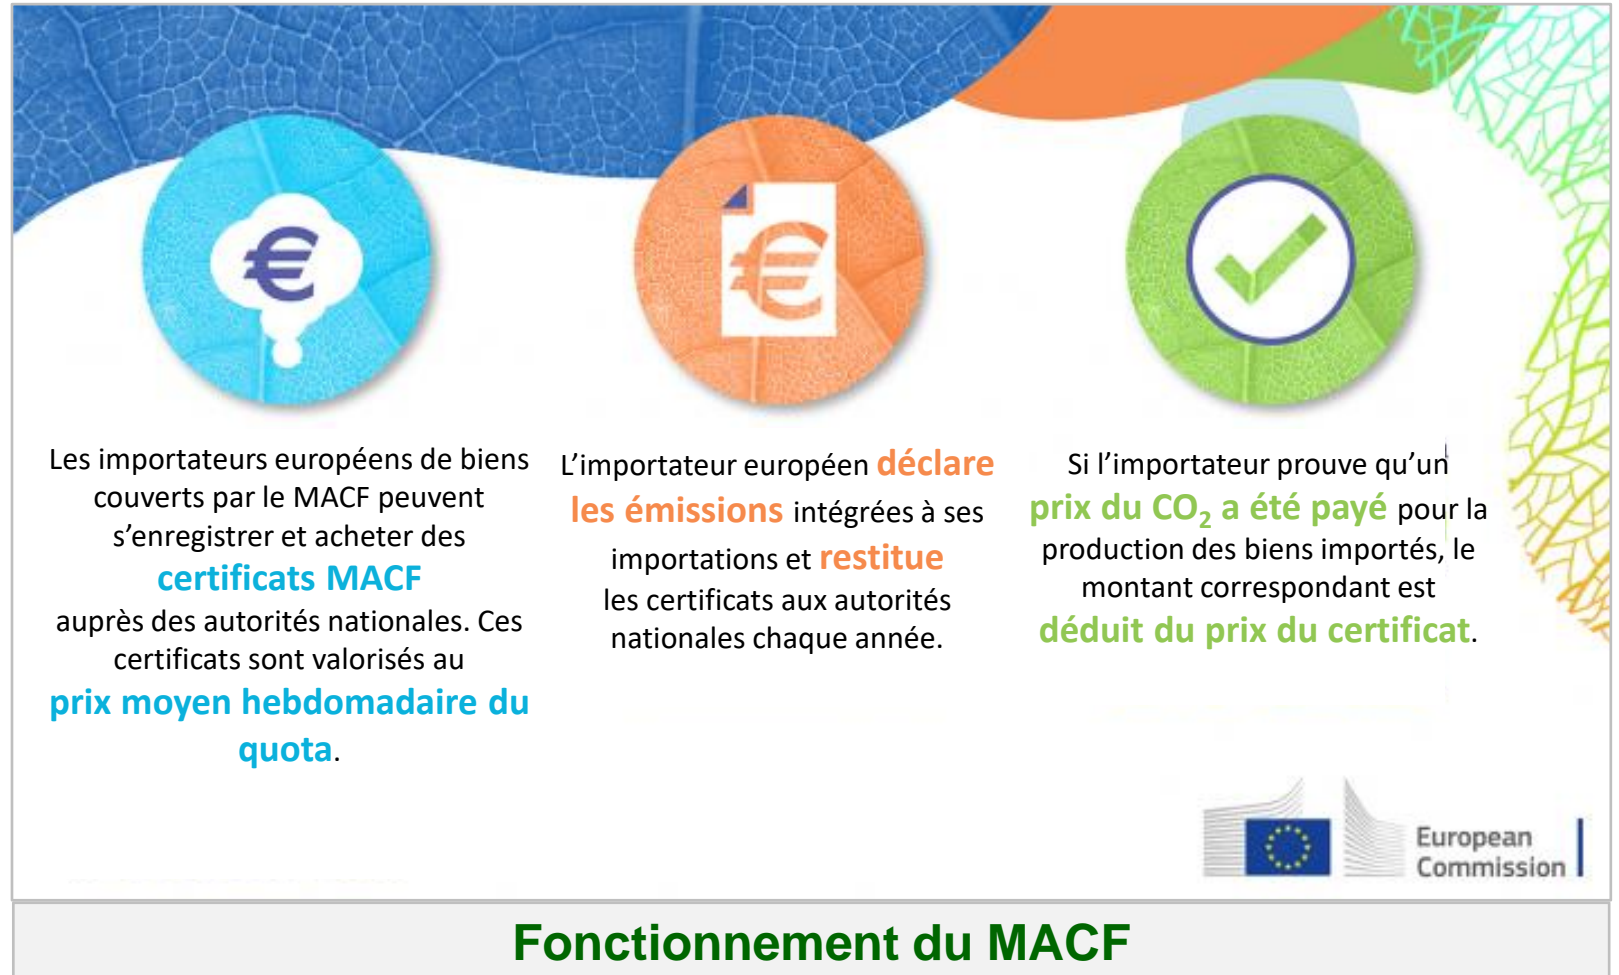 Les importateurs européens de biens
couverts par le MACF peuvent
s’enregistrer et acheter des
certificats MACF
auprès des autorités nationales. Ces
certificats sont valorisés au
prix moyen hebdomadaire du
quota.
L’importateur européen déclare
les émissions intégrées à ses
importations et restitue
les certificats aux autorités
nationales chaque année.
Si l’importateur prouve qu’un
prix du CO₂ a été payé pour la
production des biens importés, le
montant correspondant est
déduit du prix du certificat.
European
Commission
Fonctionnement du MACF